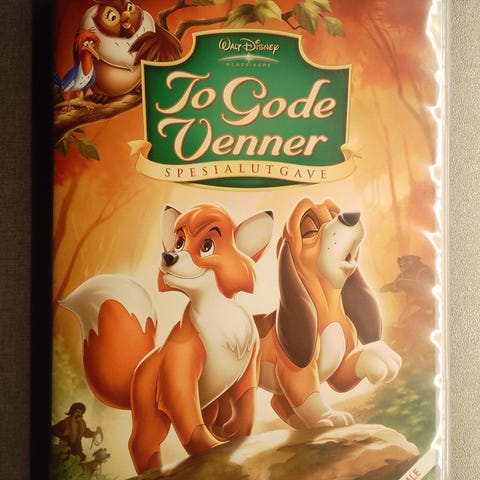 WALT DISNEY
KLASSIKERE
To Gode
Venner
SPESIALUTGAVE